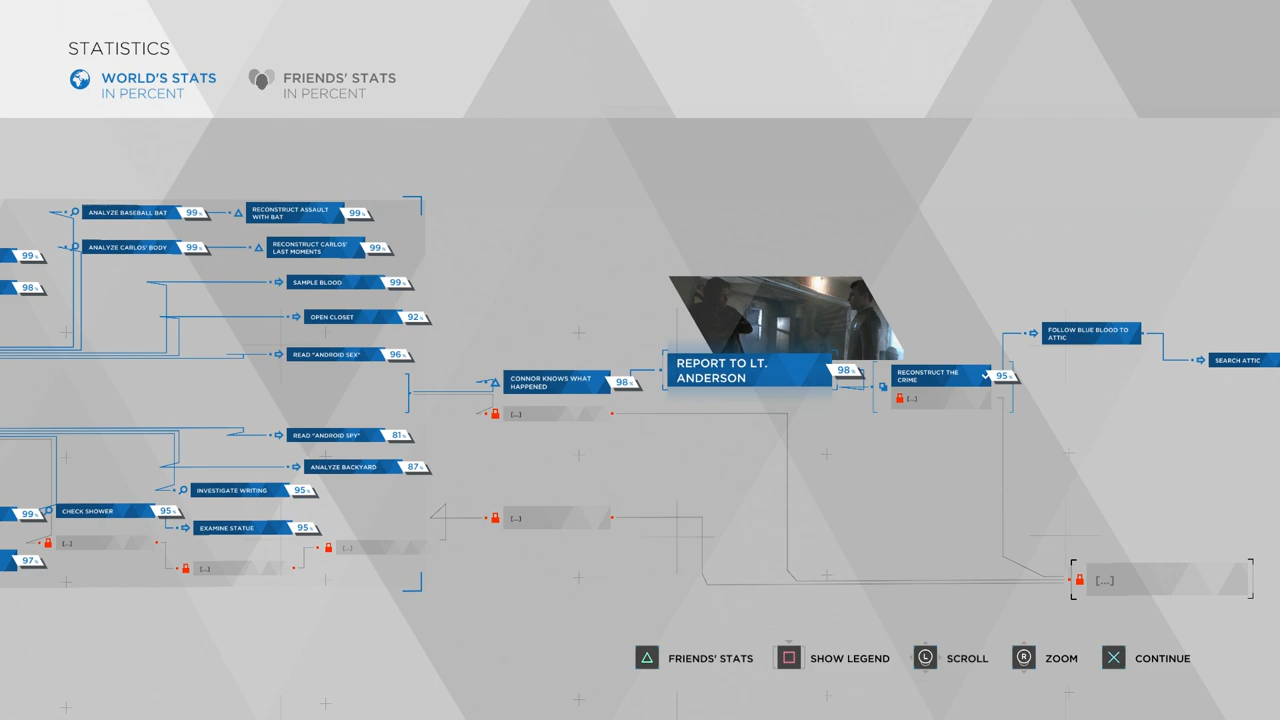 STATISTICS
WORLD'S STATS
IN PERCENT
FRIENDS' STATS
IN PERCENT
99%
98%
ANALYZE BASEBALL BAT 99%
RECONSTRUCT ASSAULT
WITH BAT
99%
ANALYZE CARLOS' BODY 99%
RECONSTRUCT CARLOS'
LAST MOMENTS
99%
SAMPLE BLOOD 99%
OPEN CLOSET 92%
READ "ANDROID SEX" 96%
READ "ANDROID SPY" 81%
ANALYZE BACKYARD 87%
INVESTIGATE WRITING 95%
99%
CHECK SHOWER 95%
EXAMINE STATUE 95%
[...]
[...]
[...]
97%
CONNOR KNOWS WHAT
HAPPENED
98%
[...]
[...]
REPORT TO LT.
ANDERSON
98%
RECONSTRUCT THE
CRIME
95%
[...]
FOLLOW BLUE BLOOD TO
ATTIC
SEARCH ATTIC
[...]
FRIENDS' STATS
SHOW LEGEND
L SCROLL
R ZOOM
CONTINUE